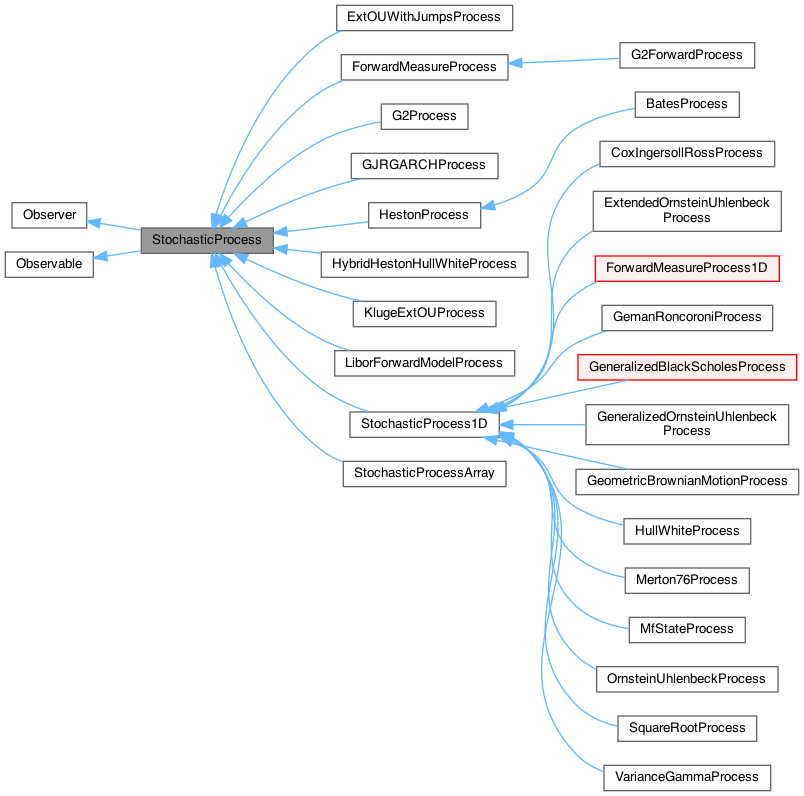 Observer
Observable
StochasticProcess
ExtOUWithJumpsProcess
ForwardMeasureProcess
G2Process
GJRGARCHProcess
HestonProcess
HybridHestonHullWhiteProcess
KlugeExtOUProcess
LiborForwardModelProcess
StochasticProcess1D
StochasticProcessArray
G2ForwardProcess
BatesProcess
CoxIngersollRossProcess
ExtendedOrnsteinUhlenbeck
Process
ForwardMeasureProcess1D
GemanRoncoroniProcess
GeneralizedBlackScholesProcess
GeneralizedOrnsteinUhlenbeck
Process
GeometricBrownianMotionProcess
HullWhiteProcess
Merton76Process
MfStateProcess
OrnsteinUhlenbeckProcess
SquareRootProcess
VarianceGammaProcess